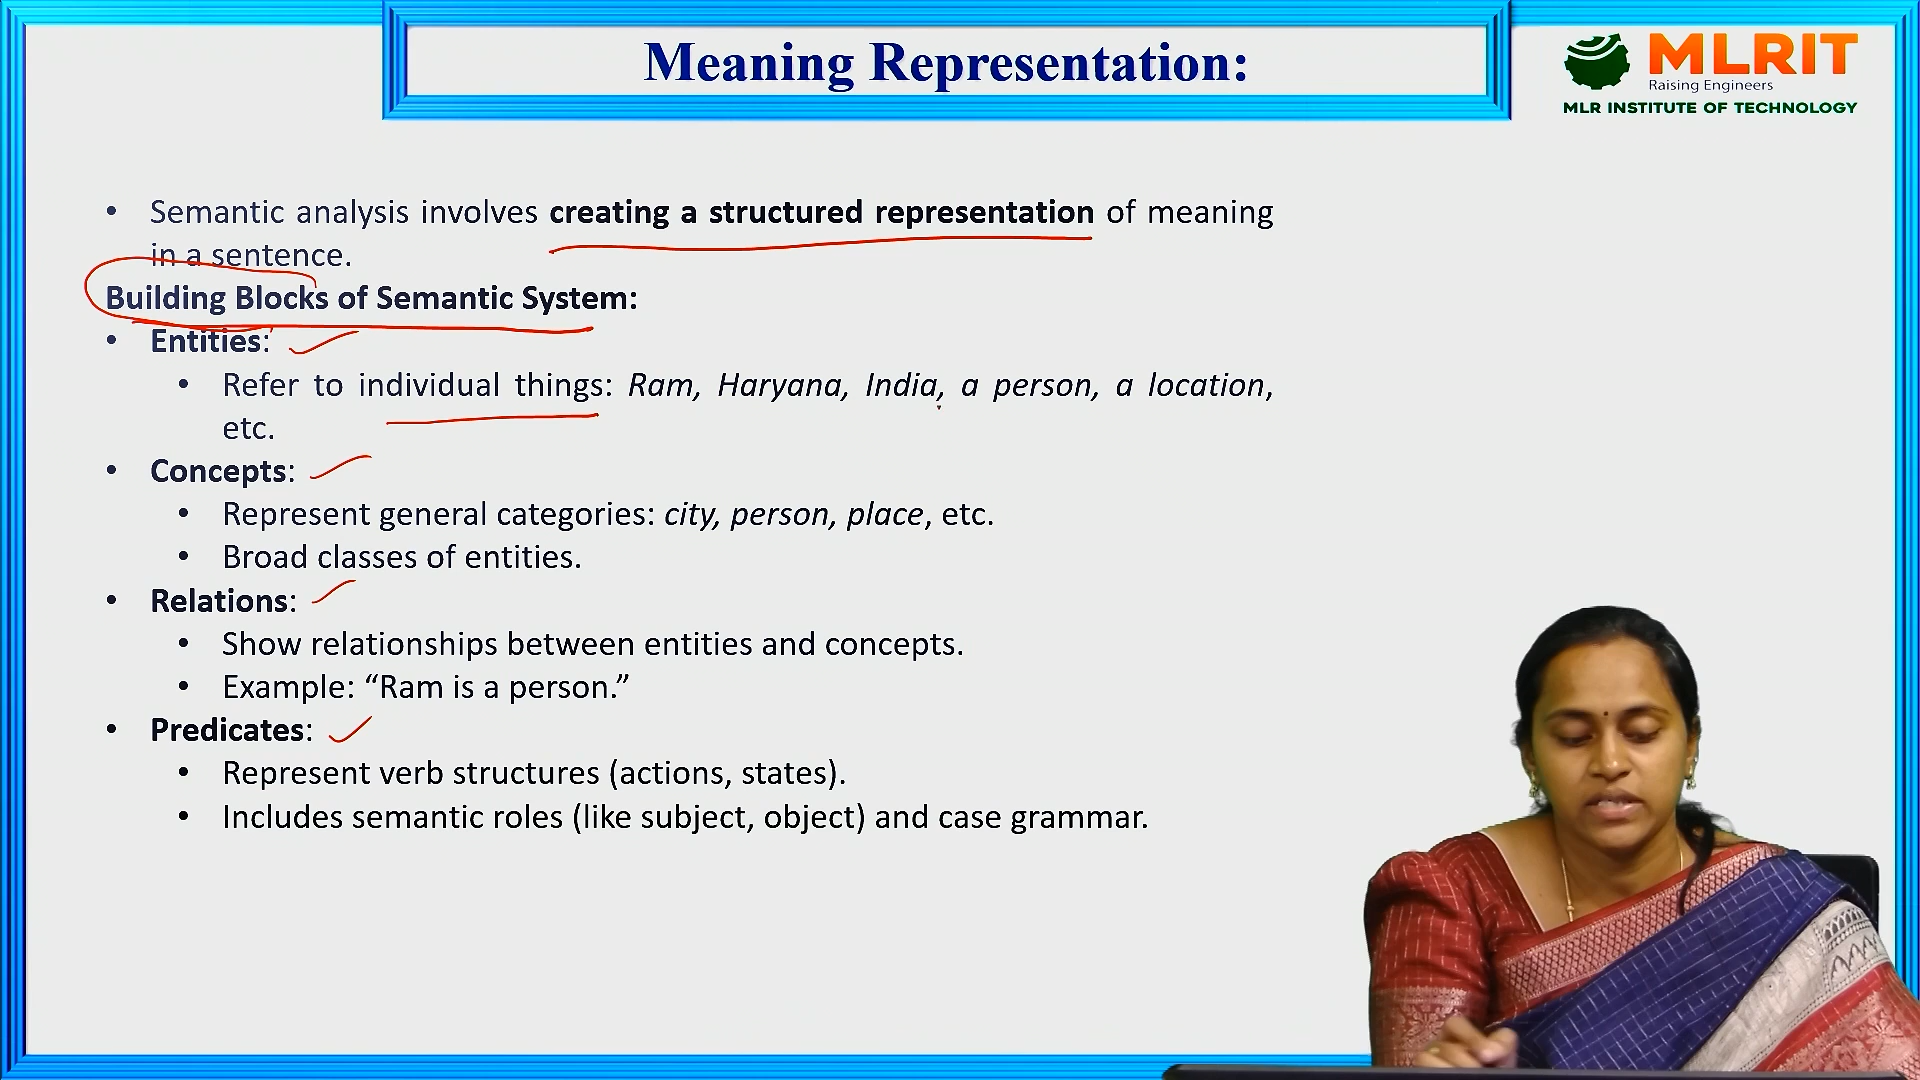 Meaning Representation:
MLRIT
Raising Engineers
MLR INSTITUTE OF TECHNOLOGY
• Semantic analysis involves creating a structured representation of meaning
in a sentence.
Building Blocks of Semantic System:
• Entities:
• Refer to individual things: Ram, Haryana, India, a person, a location,
etc.
• Concepts:
• Represent general categories: city, person, place, etc.
• Broad classes of entities.
• Relations:
• Show relationships between entities and concepts.
• Example: “Ram is a person.”
• Predicates:
• Represent verb structures (actions, states).
• Includes semantic roles (like subject, object) and case grammar.